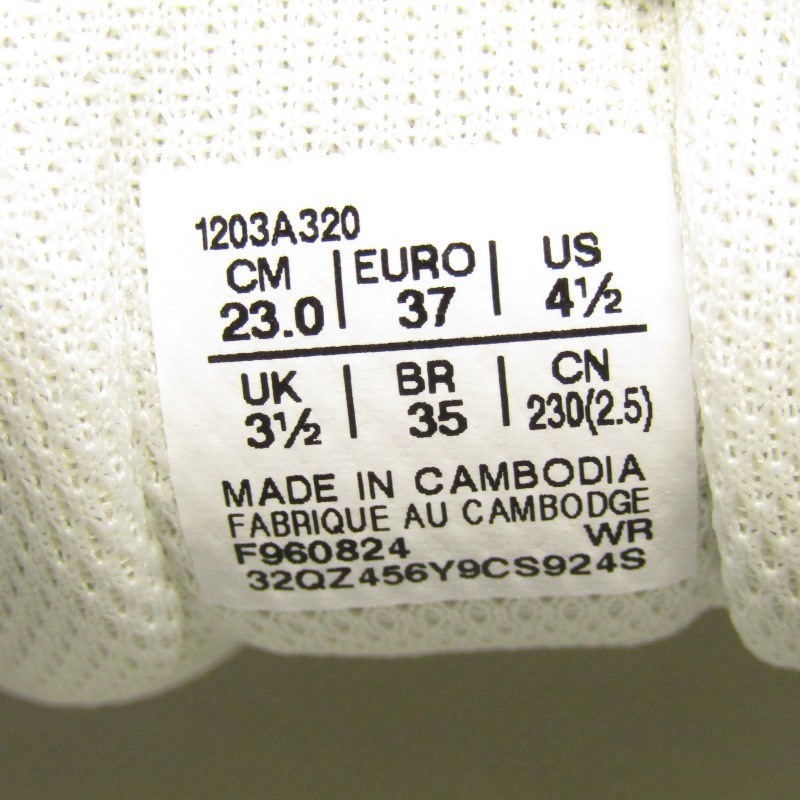 1203A320
CM | EURO | US
23.0 | 37 | 4½
UK | BR | CN
3½ | 35 | 230(2.5)
MADE IN CAMBODIA
FABRIQUE AU CAMBODGE
F960824 WR
32QZ456Y9CS924S